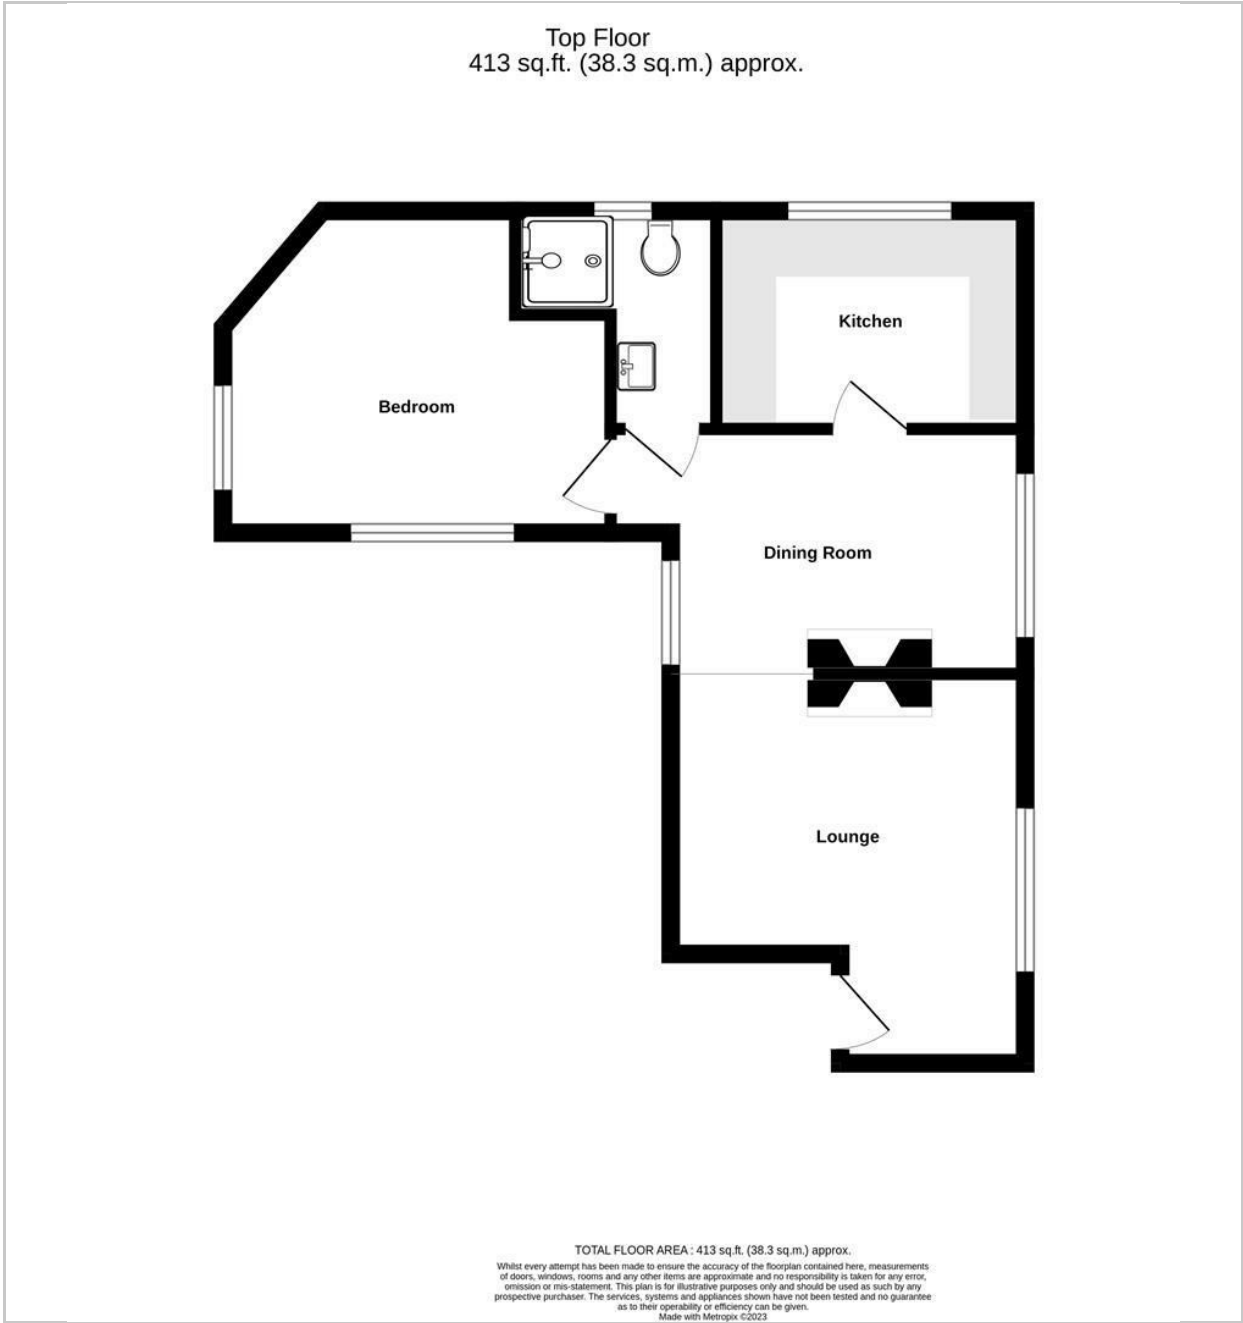 Top Floor
413 sq.ft. (38.3 sq.m.) approx.
Kitchen
Bedroom
Dining Room
Lounge
TOTAL FLOOR AREA : 413 sq.ft. (38.3 sq.m.) approx.
Whilst every attempt has been made to ensure the accuracy of the floorplan contained here, measurements
of doors, windows, rooms and any other items are approximate and no responsibility is taken for any error,
omission or mis-statement. This plan is for illustrative purposes only and should be used as such by any
prospective purchaser. The services, systems and appliances shown have not been tested and no guarantee
as to their operability or efficiency can be given.
Made with Metropix ©2023